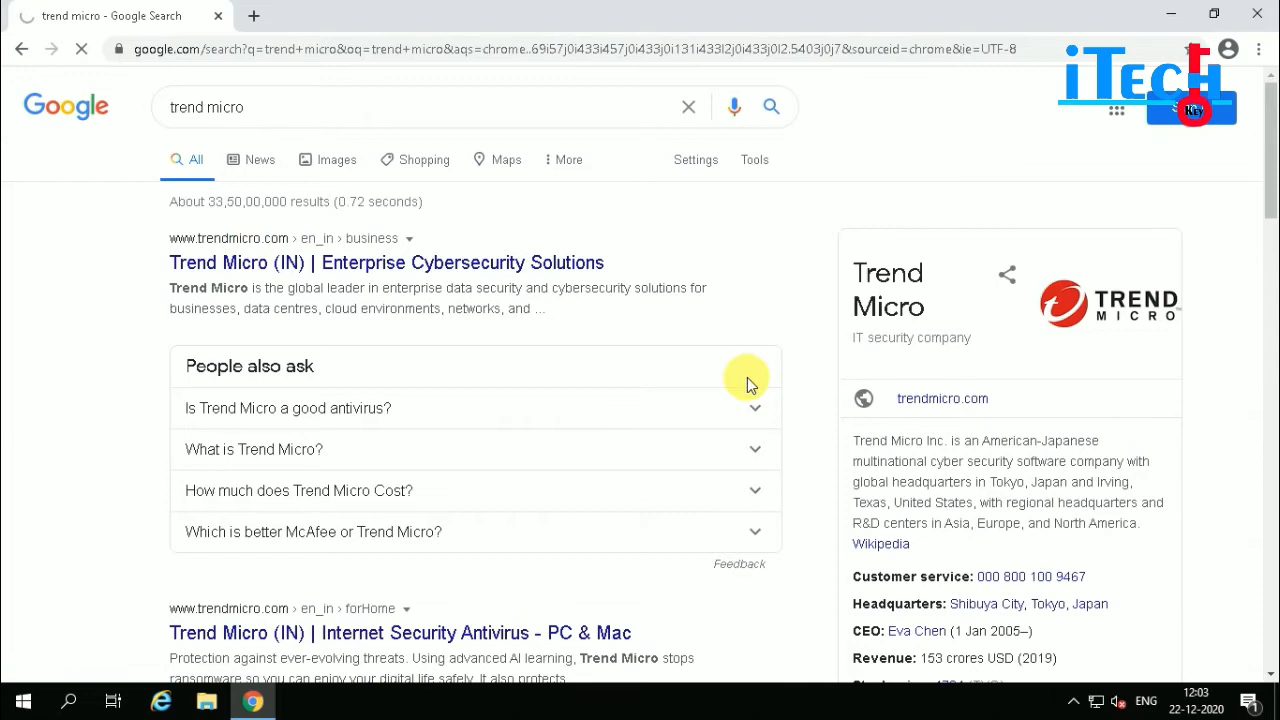 trend micro - Google Search
google.com/search?q=trend+micro&oq=trend+micro&aqs=chrome..69i57j0i433i457j0i433j0i131i433l2j0i433j0l2.5403j0j7&sourceid=chrome&ie=UTF-8
iTECH
Key
Google
trend micro
All
News
Images
Shopping
Maps
More
Settings
Tools
About 33,50,00,000 results (0.72 seconds)
www.trendmicro.com › en_in › business
Trend Micro (IN) | Enterprise Cybersecurity Solutions
Trend Micro is the global leader in enterprise data security and cybersecurity solutions for
businesses, data centres, cloud environments, networks, and ...
People also ask
Is Trend Micro a good antivirus?
What is Trend Micro?
How much does Trend Micro Cost?
Which is better McAfee or Trend Micro?
Feedback
www.trendmicro.com › en_in › forHome
Trend Micro (IN) | Internet Security Antivirus - PC & Mac
Protection against ever-evolving threats. Using advanced AI learning, Trend Micro stops
ransomware so you can enjoy your digital life safely. It also protects
Trend
Micro
IT security company
TREND
MICRO
trendmicro.com
Trend Micro Inc. is an American-Japanese
multinational cyber security software company with
global headquarters in Tokyo, Japan and Irving,
Texas, United States, with regional headquarters and
R&D centers in Asia, Europe, and North America.
Wikipedia
Customer service: 000 800 100 9467
Headquarters: Shibuya City, Tokyo, Japan
CEO: Eva Chen (1 Jan 2005–)
Revenue: 153 crores USD (2019)
ENG
12:03
22-12-2020
1